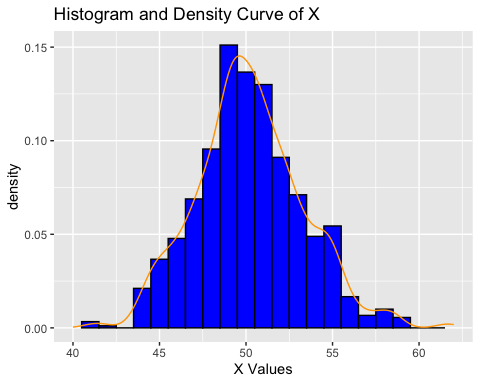 Histogram and Density Curve of X
density
0.15
0.10
0.05
0.00
40 45 50 55 60
X Values